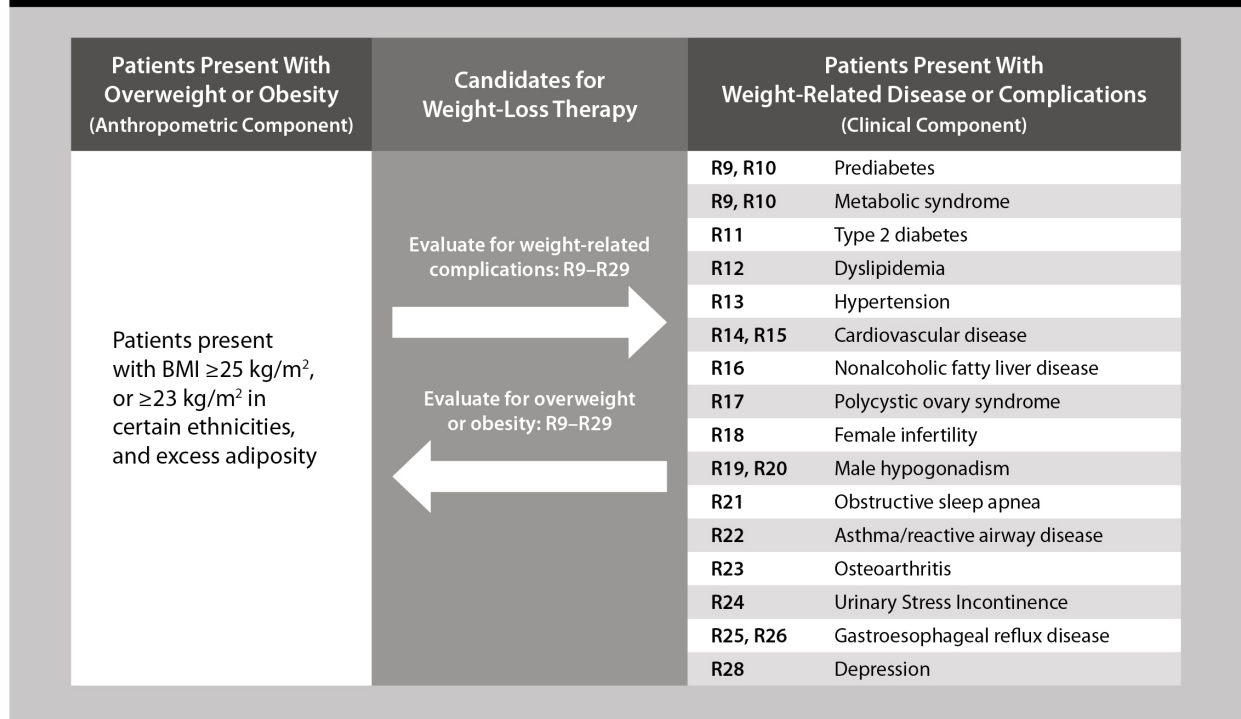 Patients Present With
Overweight or Obesity
(Anthropometric Component)
Candidates for
Weight-Loss Therapy
Patients Present With
Weight-Related Disease or Complications
(Clinical Component)
Patients present
with BMI ≥25 kg/m²,
or ≥23 kg/m² in
certain ethnicities,
and excess adiposity
Evaluate for weight-related
complications: R9–R29
Evaluate for overweight
or obesity: R9–R29
R9, R10 Prediabetes
R9, R10 Metabolic syndrome
R11 Type 2 diabetes
R12 Dyslipidemia
R13 Hypertension
R14, R15 Cardiovascular disease
R16 Nonalcoholic fatty liver disease
R17 Polycystic ovary syndrome
R18 Female infertility
R19, R20 Male hypogonadism
R21 Obstructive sleep apnea
R22 Asthma/reactive airway disease
R23 Osteoarthritis
R24 Urinary Stress Incontinence
R25, R26 Gastroesophageal reflux disease
R28 Depression